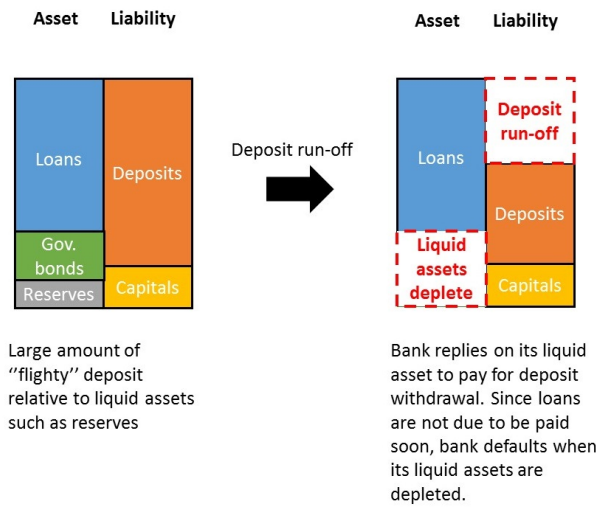 Asset Liability
Loans
Deposits
Gov.
bonds
Reserves
Capitals
Large amount of
‘‘flighty’’ deposit
relative to liquid assets
such as reserves
Deposit run-off
Asset Liability
Deposit
run-off
Loans
Deposits
Liquid
assets
deplete
Capitals
Bank replies on its liquid
asset to pay for deposit
withdrawal. Since loans
are not due to be paid
soon, bank defaults when
its liquid assets are
depleted.